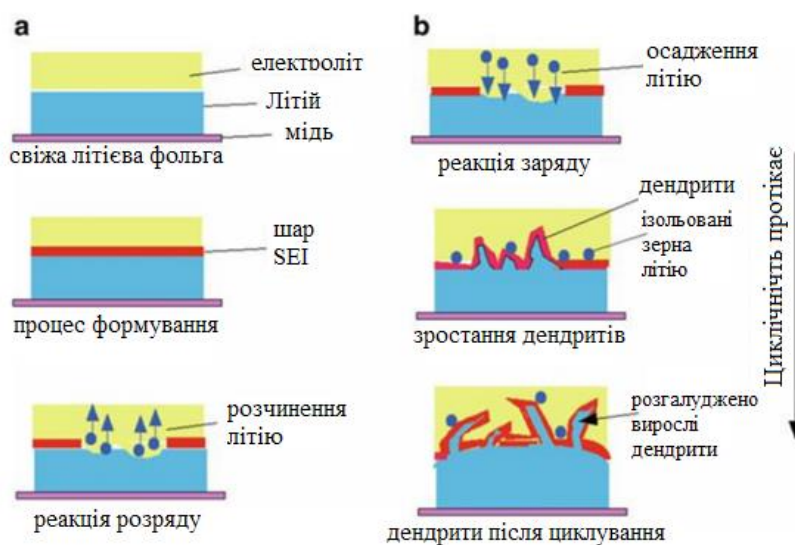 a
електроліт
Літій
мідь
свіжа літієва фольга
шар
SEI
процес формування
розчинення
літію
реакція розряду
b
осадження
літію
реакція заряду
дендрити
ізольовані
зерна
літію
зростання дендритів
розгалуджено
вирослі
дендрити
дендрити після циклування
Циклічнічть протікає